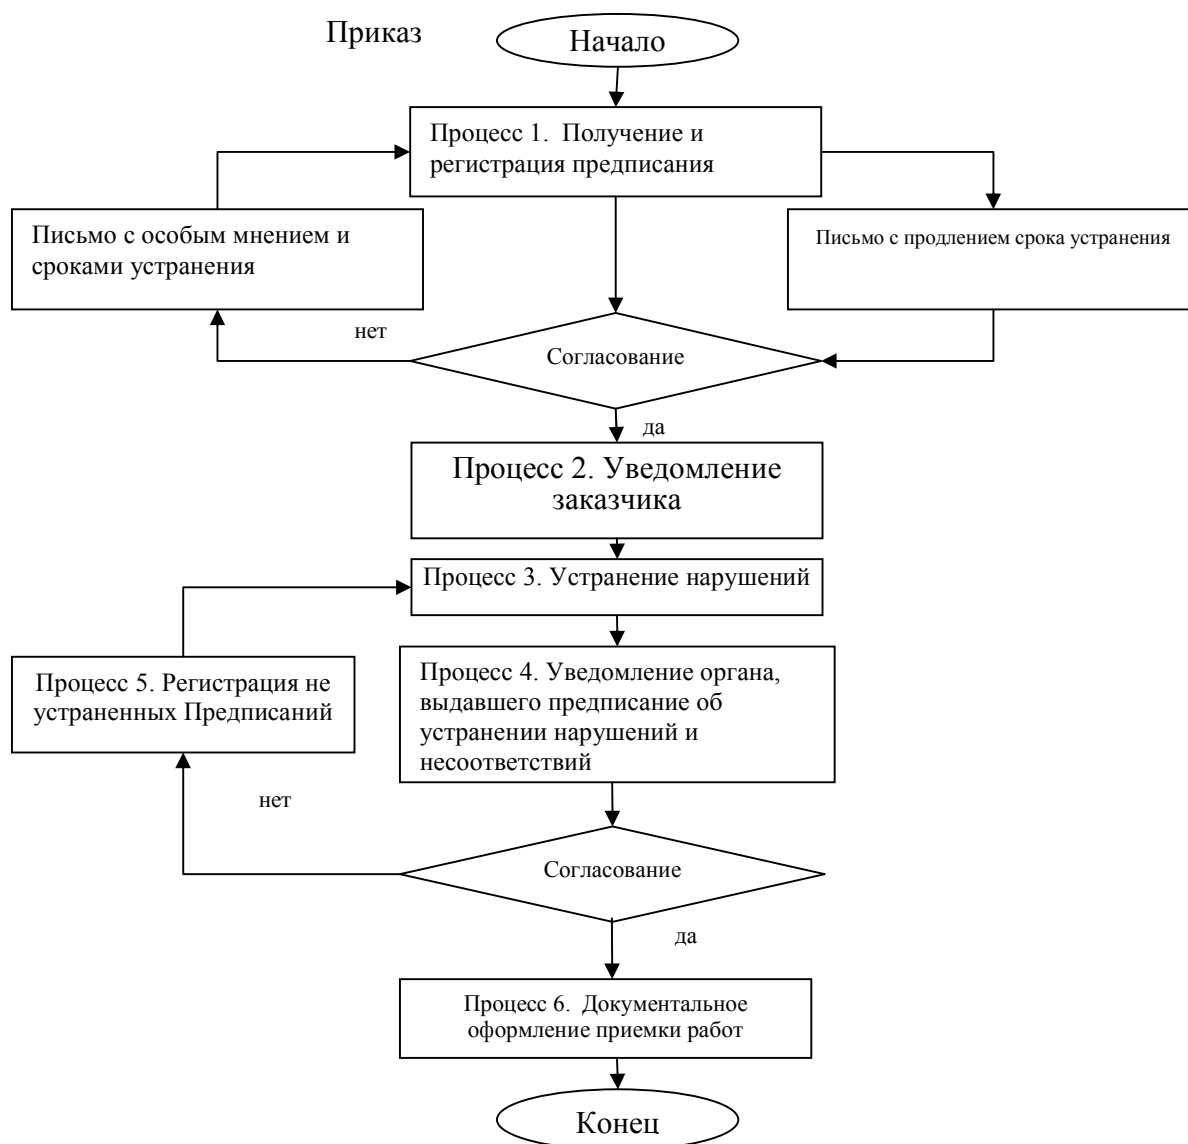 Приказ
Начало
Процесс 1. Получение и
регистрация предписания
Письмо с особым мнением и
сроками устранения
Письмо с продлением срока устранения
нет
Согласование
да
Процесс 2. Уведомление
заказчика
Процесс 3. Устранение нарушений
Процесс 5. Регистрация не
устраненных Предписаний
Процесс 4. Уведомление органа,
выдавшего предписание об
устранении нарушений и
несоответствий
нет
Согласование
да
Процесс 6. Документальное
оформление приемки работ
Конец